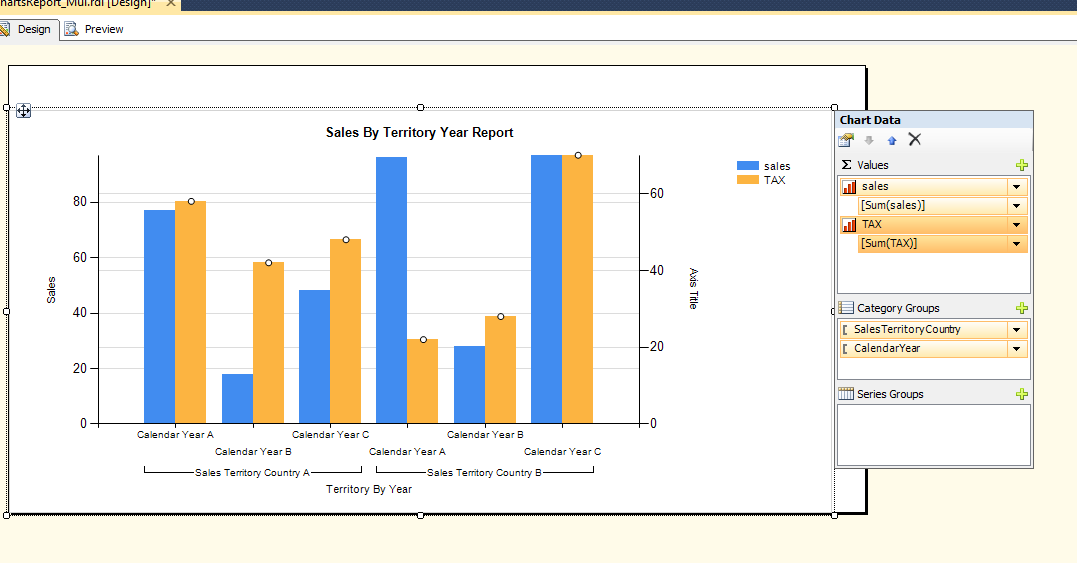 hartsReport_Mul.rdl [Design]*
Design
Preview
Sales By Territory Year Report
sales
TAX
80
60
40
20
0
Sales
60
40
20
0
Axis Title
Calendar Year A
Calendar Year B
Calendar Year C
Calendar Year A
Calendar Year B
Calendar Year C
Sales Territory Country A
Sales Territory Country B
Territory By Year
Chart Data
Σ Values
sales
[Sum(sales)]
TAX
[Sum(TAX)]
Category Groups
SalesTerritoryCountry
CalendarYear
Series Groups